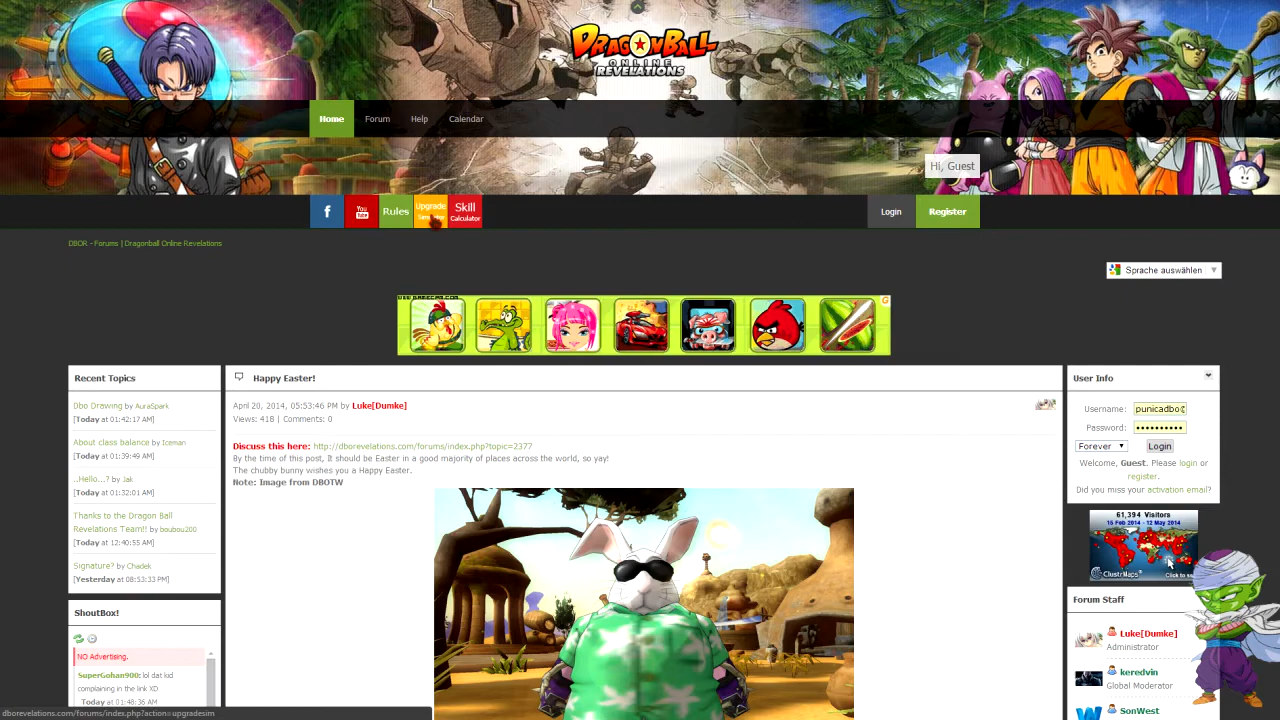 DRAGONBALL
ONLINE
REVELATIONS
Home
Forum
Help
Calendar
Hi, Guest
f
You
Tube
Rules
Upgrade
Skill
Calculator
Login
Register
DBOR - Forums | Dragonball Online Revelations
Sprache auswählen
G
Recent Topics
Dbo Drawing by AuraSpark
[Today at 01:42:17 AM]
About class balance by Iceman
[Today at 01:39:49 AM]
..Hello...? by Jak
[Today at 01:32:01 AM]
Thanks to the Dragon Ball
Revelations Team!! by boubou200
[Today at 12:40:55 AM]
Signature? by Chadek
[Yesterday at 08:53:33 PM]
ShoutBox!
NO Advertising.
SuperGohan900: lol dat kid
complaining in the link XD
Today at 01:48:36 AM
dborevelations.com/forums/index.php?action=upgradesim
Happy Easter!
April 20, 2014, 05:53:46 PM by Luke[Dumke]
Views: 418 | Comments: 0
Discuss this here: http://dborevelations.com/forums/index.php?topic=2377
By the time of this post, It should be Easter in a good majority of places across the world, so yay!
The chubby bunny wishes you a Happy Easter.
Note: Image from DBOTW
User Info
Username: punicadbo@
Password:
Forever
Login
Welcome, Guest. Please login or
register.
Did you miss your activation email?
61,394 Visitors
15 Feb 2014 - 12 May 2014
ClustrMaps
Click to
Forum Staff
Luke[Dumke]
Administrator
keredvin
Global Moderator
SonWest